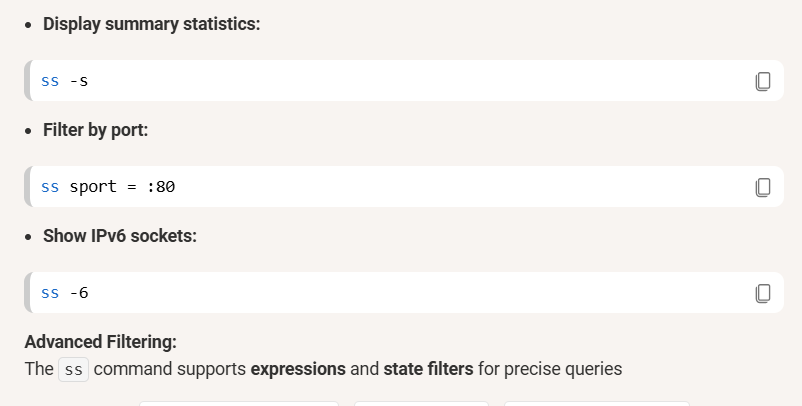 • Display summary statistics:
ss -s
• Filter by port:
ss sport = :80
• Show IPv6 sockets:
ss -6
Advanced Filtering:
The ss command supports expressions and state filters for precise queries